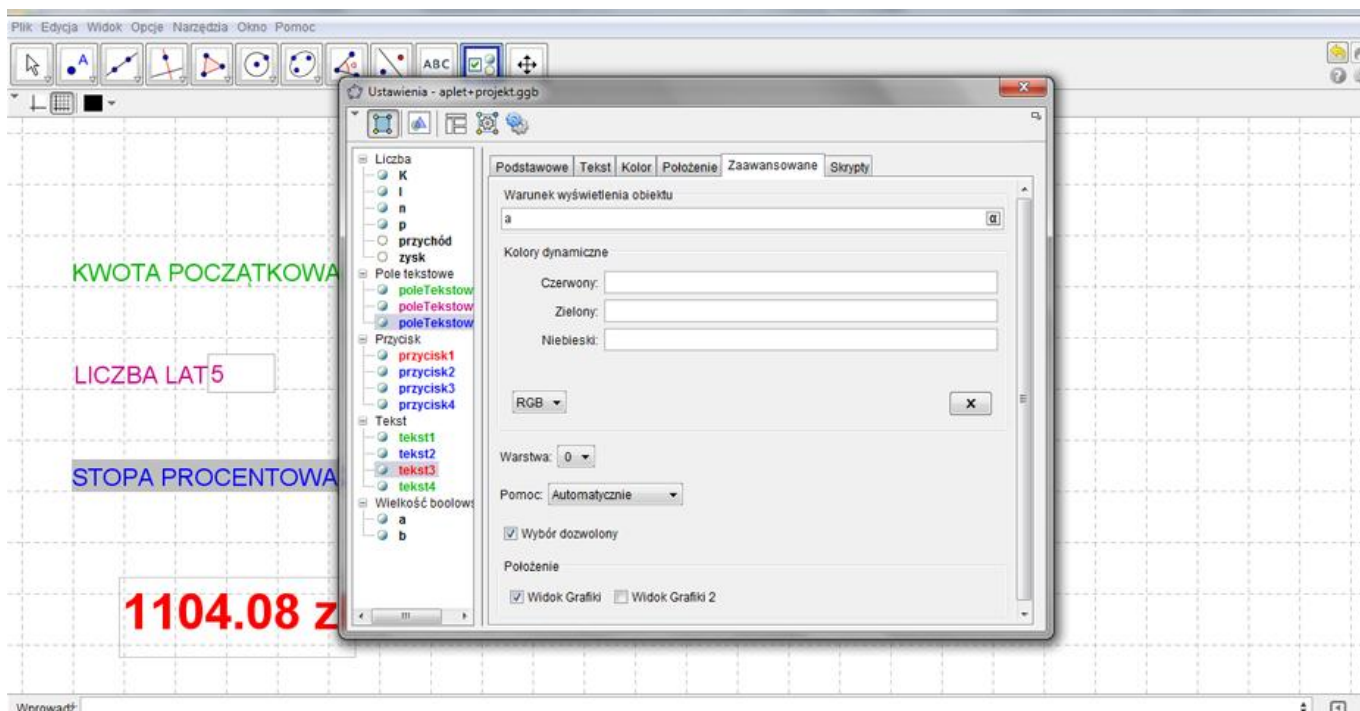 Plik Edycja Widok Opcje Narzędzia Okno Pomoc
A
ABC
Ustawienia - aplet+projekt.ggb
Liczba
K
l
n
p
przychód
zysk
Pole tekstowe
poleTekstow
poleTekstow
poleTekstow
Przycisk
przycisk1
przycisk2
przycisk3
przycisk4
Tekst
tekst1
tekst2
tekst3
tekst4
Wielkość boolows
a
b
Podstawowe Tekst Kolor Położenie Zaawansowane Skrypty
Warunek wyświetlenia obiektu
a
α
Kolory dynamiczne
Czerwony:
Zielony:
Niebieski:
RGB
x
Warstwa: 0
Pomoc: Automatycznie
Wybór dozwolony
Położenie
Widok Grafiki Widok Grafiki 2
KWOTA POCZĄTKOWA
LICZBA LAT 5
STOPA PROCENTOWA
1104.08 z
Wprowadź: